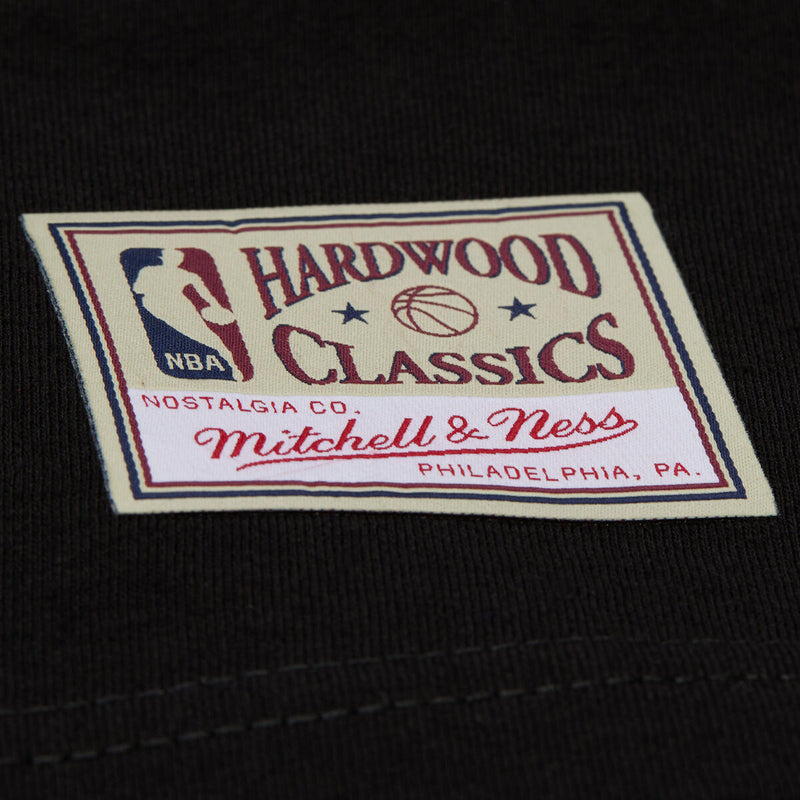 HARDWOOD
CLASSICS
NBA
NOSTALGIA CO.
Mitchell & Ness
PHILADELPHIA, PA.